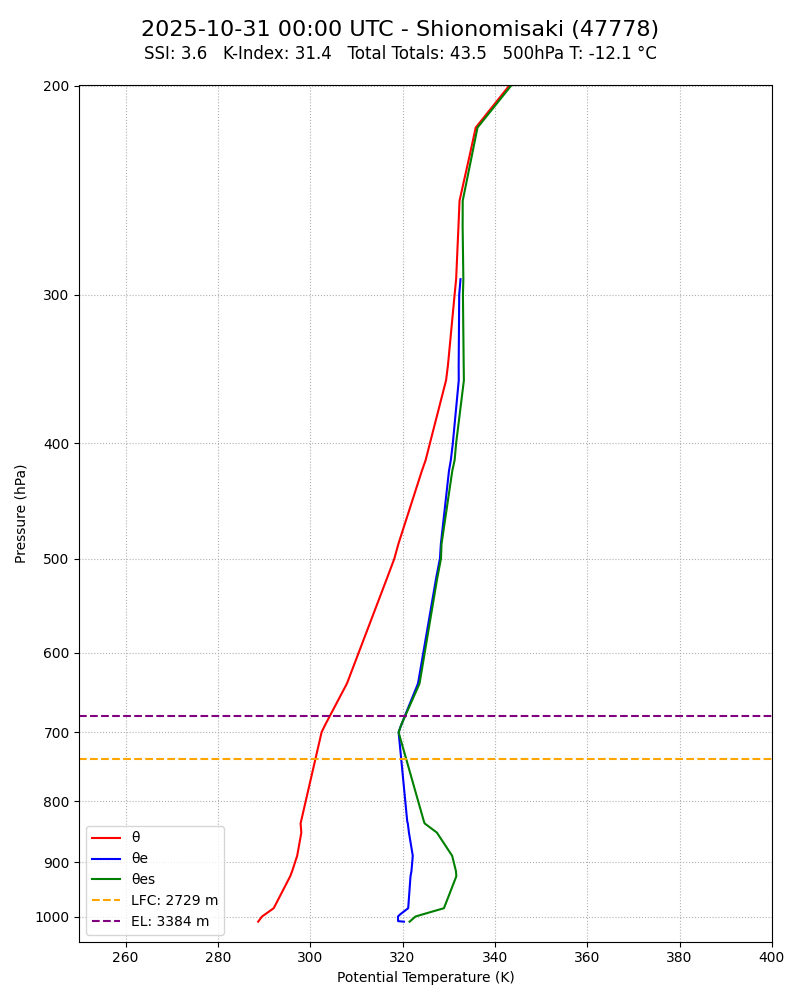 2025-10-31 00:00 UTC - Shionomisaki (47778)
SSI: 3.6   K-Index: 31.4   Total Totals: 43.5   500hPa T: -12.1 °C
200
300
400
500
600
700
800
900
1000
Pressure (hPa)
θ
θe
θes
LFC: 2729 m
EL: 3384 m
260 280 300 320 340 360 380 400
Potential Temperature (K)